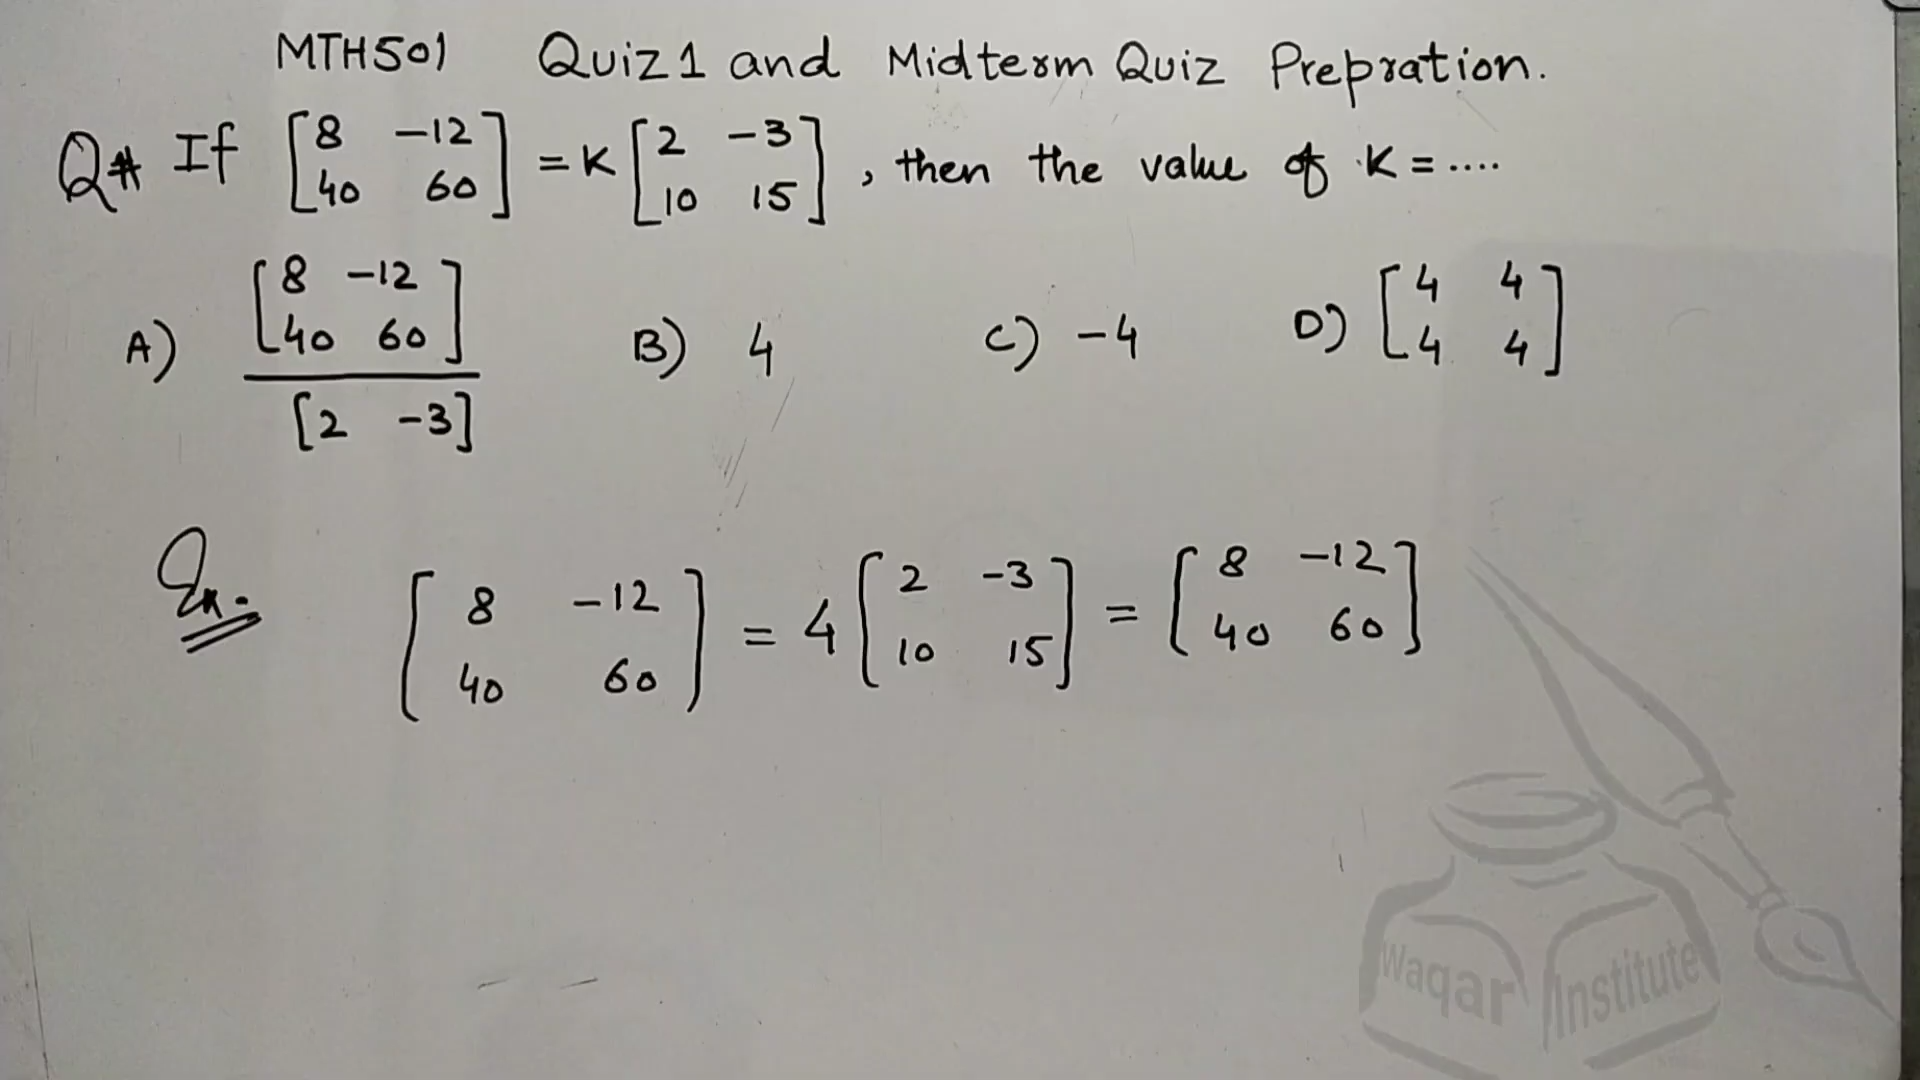 MTH501 Quiz1 and Midterm Quiz Prepration.
Q# If [8 -12 40 60] = K [2 -3 10 15], then the value of K = ....
A) [8 -12 40 60] / [2 -3] B) 4 C) -4 D) [4 4 4 4]
Ex. [8 -12 40 60] = 4 [2 -3 10 15] = [8 -12 40 60]
Waqar Institute